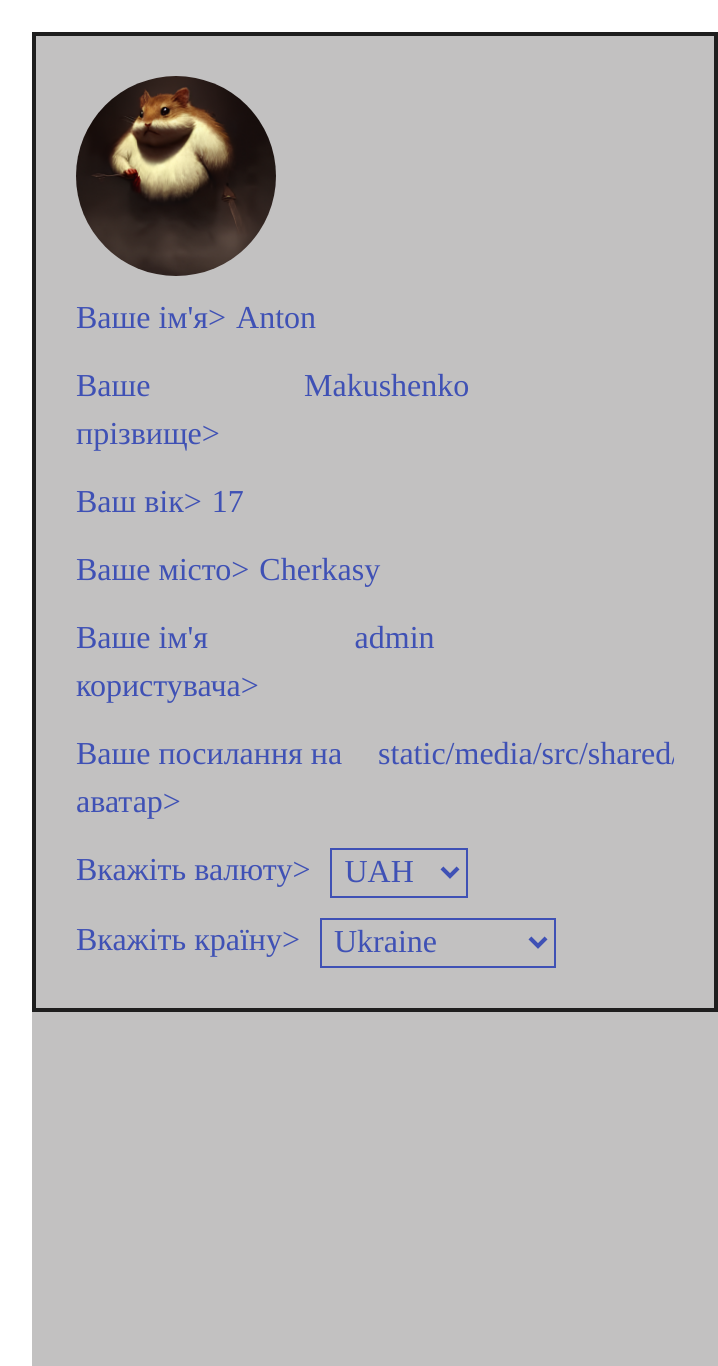 Ваше ім'я> Anton
Ваше Makushenko
прізвище>
Ваш вік> 17
Ваше місто> Cherkasy
Ваше ім'я admin
користувача>
Ваше посилання на static/media/src/shared/
аватар>
Вкажіть валюту> UAH
Вкажіть країну> Ukraine